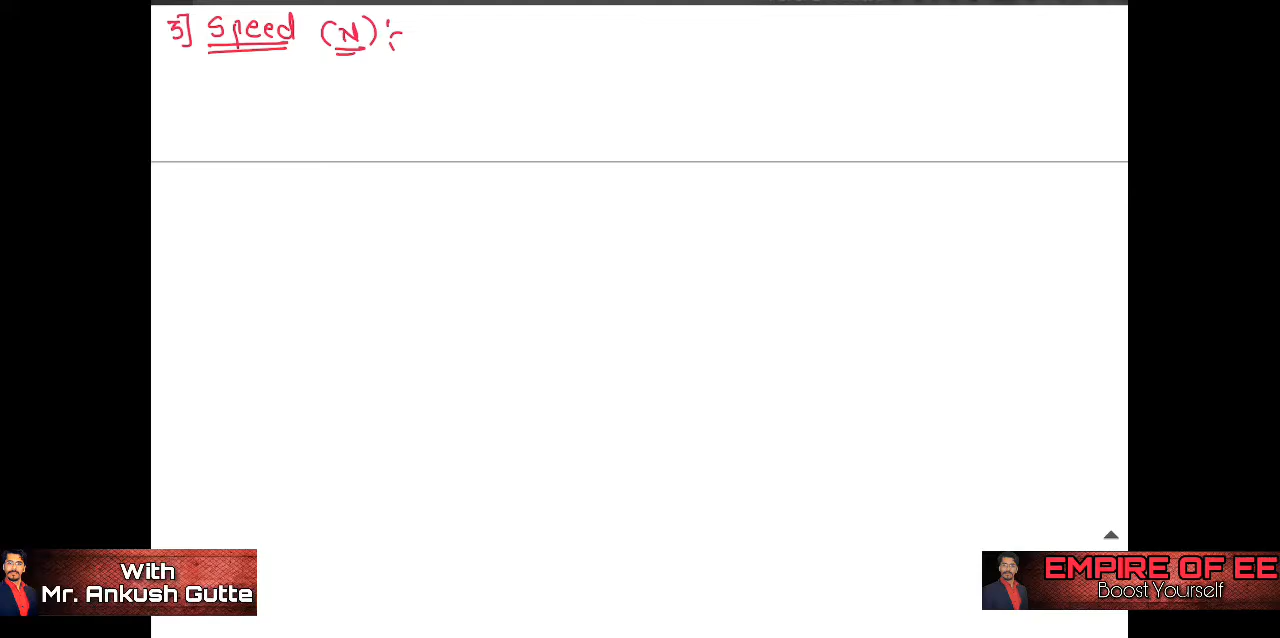 3] Speed (N) :-
With
Mr. Ankush Gutte
EMPIRE OF EE
Boost Yourself